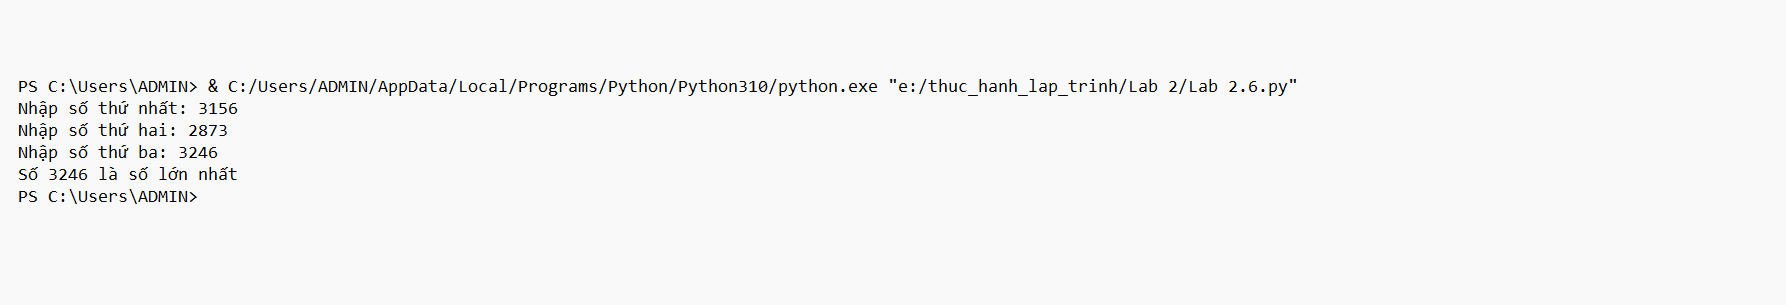 PS C:\Users\ADMIN> & C:/Users/ADMIN/AppData/Local/Programs/Python/Python310/python.exe "e:/thuc_hanh_lap_trinh/Lab 2/Lab 2.6.py"
Nhập số thứ nhất: 3156
Nhập số thứ hai: 2873
Nhập số thứ ba: 3246
Số 3246 là số lớn nhất
PS C:\Users\ADMIN>